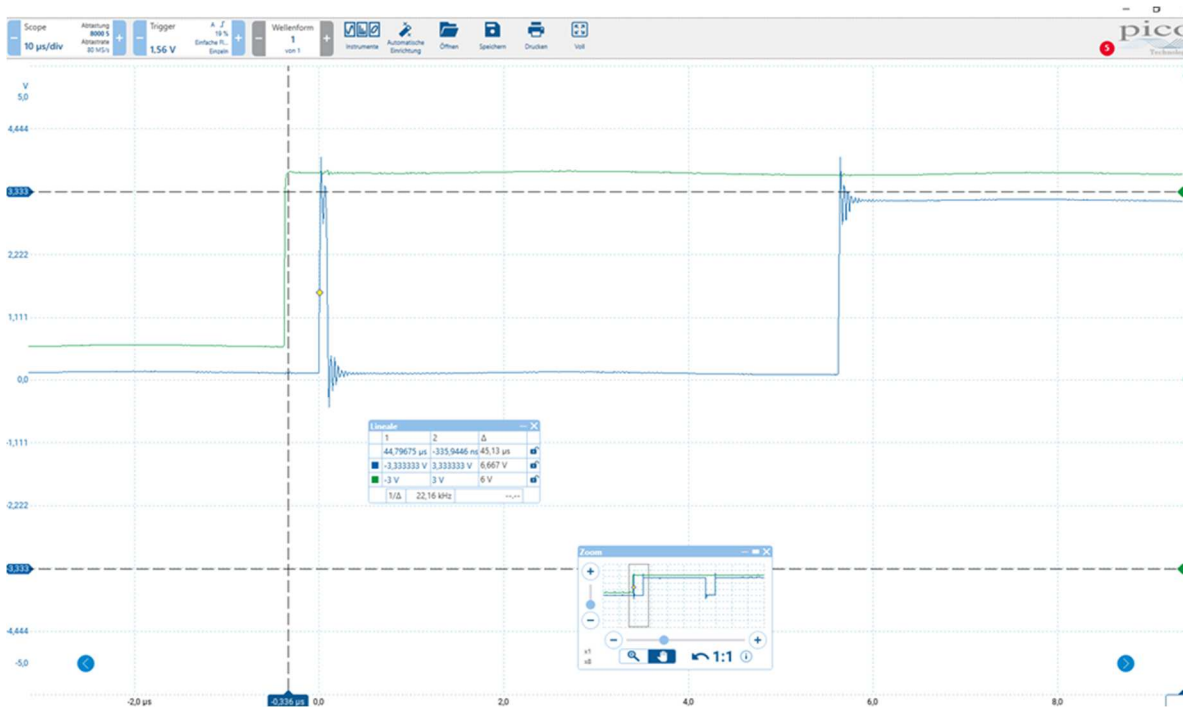 Scope
10 µs/div
Abtastung
8000 S
Abtastrate
80 MS/s
Trigger
1,56 V
A
19 %
Einfache Fl...
Einzeln
Wellenform
1
von 1
Instrumente
Automatische
Einrichtung
Öffnen
Speichern
Drucken
Voll
5
pico
Technology
V
5,0
4,444
3,333
2,222
1,111
0,0
-1,111
-2,222
-3,333
-4,444
-5,0
Lineale
1 2 Δ
44,79675 µs -335,9446 ns 45,13 µs
-3,333333 V 3,333333 V 6,667 V
-3 V 3 V 6 V
1/Δ 22,16 kHz --,--
Zoom
x1
x8
1:1
-2,0 µs -0,336 µs 0,0 2,0 4,0 6,0 8,0